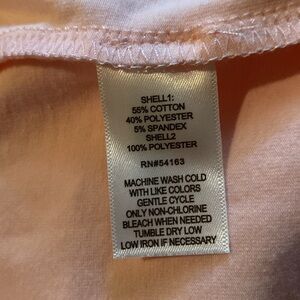 SHELL1:
55% COTTON
40% POLYESTER
5% SPANDEX
SHELL2
100% POLYESTER
RN#54163
MACHINE WASH COLD
WITH LIKE COLORS
GENTLE CYCLE
ONLY NON-CHLORINE
BLEACH WHEN NEEDED
TUMBLE DRY LOW
LOW IRON IF NECESSARY